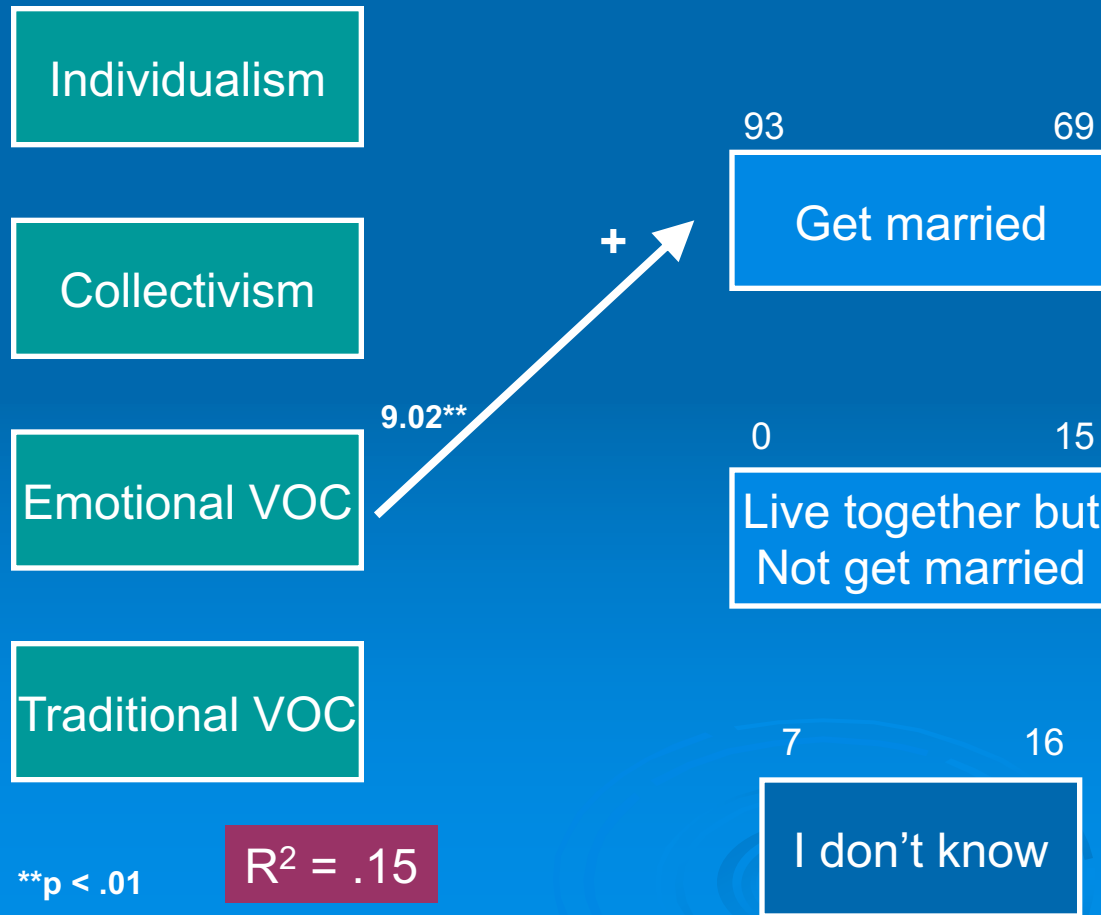 Individualism
Collectivism
Emotional VOC
Traditional VOC
**p < .01
R² = .15
9.02**
+
93 69
Get married
0 15
Live together but
Not get married
7 16
I don’t know